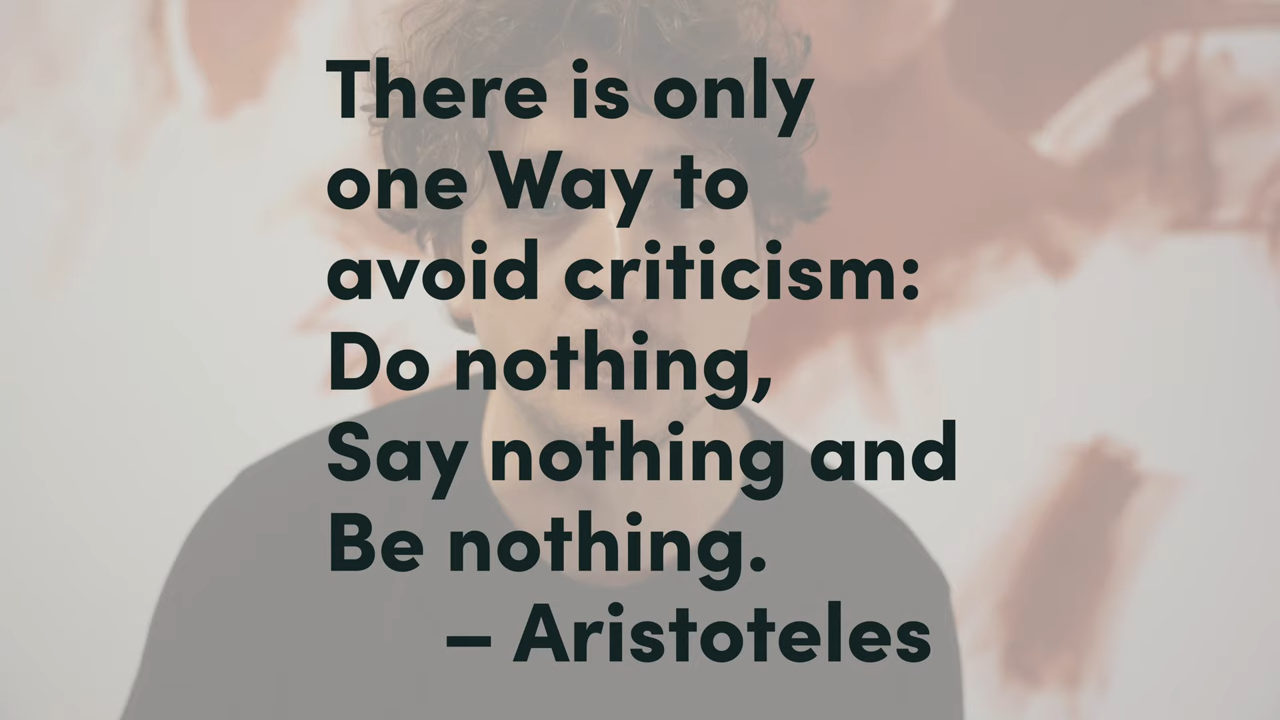 There is only
one Way to
avoid criticism:
Do nothing,
Say nothing and
Be nothing.
– Aristoteles